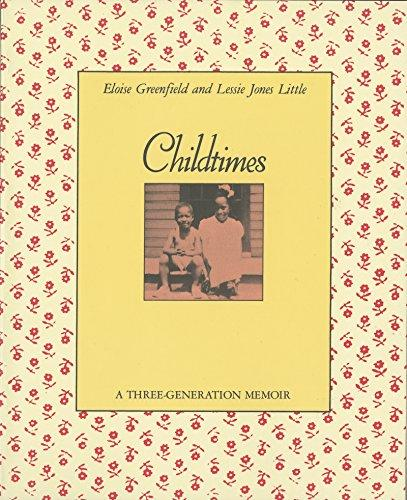 Eloise Greenfield and Lessie Jones Little
Childtimes
A THREE-GENERATION MEMOIR